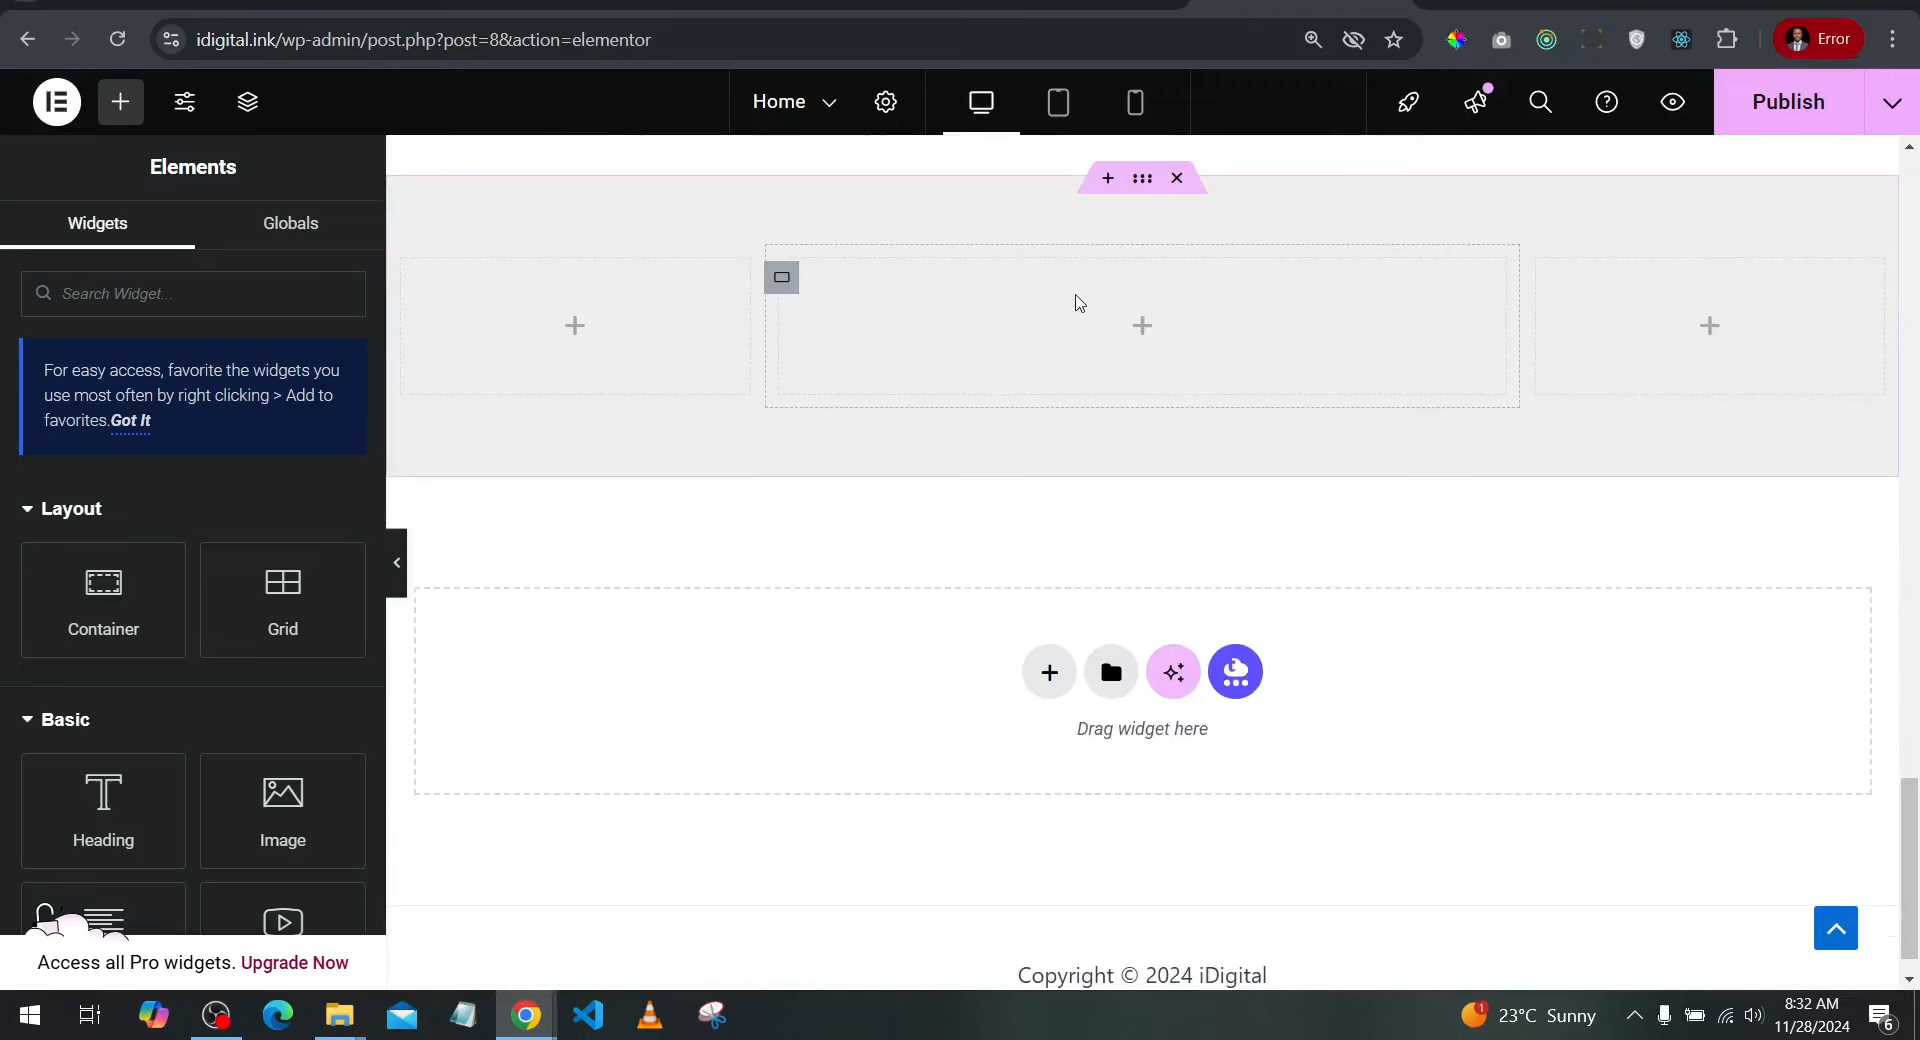 idigital.ink/wp-admin/post.php?post=8&action=elementor
Error
Home
Publish
Elements
Widgets
Globals
Search Widget...
For easy access, favorite the widgets you
use most often by right clicking > Add to
favorites.Got It
Layout
Container
Grid
Basic
Heading
Image
Access all Pro widgets. Upgrade Now
Drag widget here
Copyright © 2024 iDigital
1
23°C Sunny
8:32 AM
11/28/2024
6